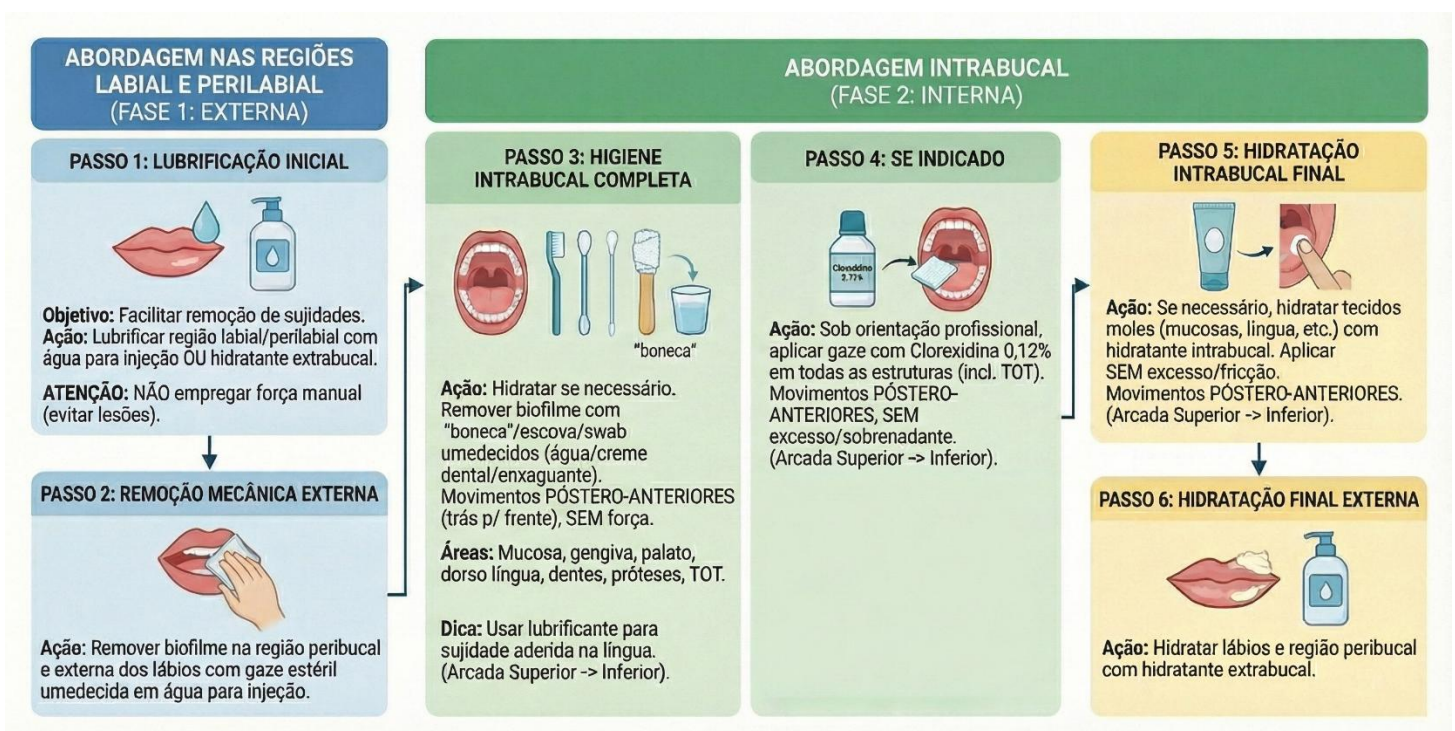 ABORDAGEM NAS REGIÕES
LABIAL E PERILABIAL
(FASE 1: EXTERNA)
PASSO 1: LUBRIFICAÇÃO INICIAL
Objetivo: Facilitar remoção de sujidades.
Ação: Lubrificar região labial/perilabial com
água para injeção OU hidratante extrabucal.
ATENÇÃO: NÃO empregar força manual
(evitar lesões).
PASSO 2: REMOÇÃO MECÂNICA EXTERNA
Ação: Remover biofilme na região peribucal
e externa dos lábios com gaze estéril
umedecida em água para injeção.
ABORDAGEM INTRABUCAL
(FASE 2: INTERNA)
PASSO 3: HIGIENE
INTRABUCAL COMPLETA
"boneca"
Ação: Hidratar se necessário.
Remover biofilme com
"boneca"/escova/swab
umedecidos (água/creme
dental/enxaguante).
Movimentos PÓSTERO-ANTERIORES
(trás p/ frente), SEM força.
Áreas: Mucosa, gengiva, palato,
dorso língua, dentes, próteses, TOT.
Dica: Usar lubrificante para
sujidade aderida na língua.
(Arcada Superior -> Inferior).
PASSO 4: SE INDICADO
Ação: Sob orientação profissional,
aplicar gaze com Clorexidina 0,12%
em todas as estruturas (incl. TOT).
Movimentos PÓSTERO-
ANTERIORES, SEM
excesso/sobrenadante.
(Arcada Superior -> Inferior).
PASSO 5: HIDRATAÇÃO
INTRABUCAL FINAL
Ação: Se necessário, hidratar tecidos
moles (mucosas, lingua, etc.) com
hidratante intrabucal. Aplicar
SEM excesso/fricção.
Movimentos PÓSTERO-ANTERIORES.
(Arcada Superior -> Inferior).
PASSO 6: HIDRATAÇÃO FINAL EXTERNA
Ação: Hidratar lábios e região peribucal
com hidratante extrabucal.